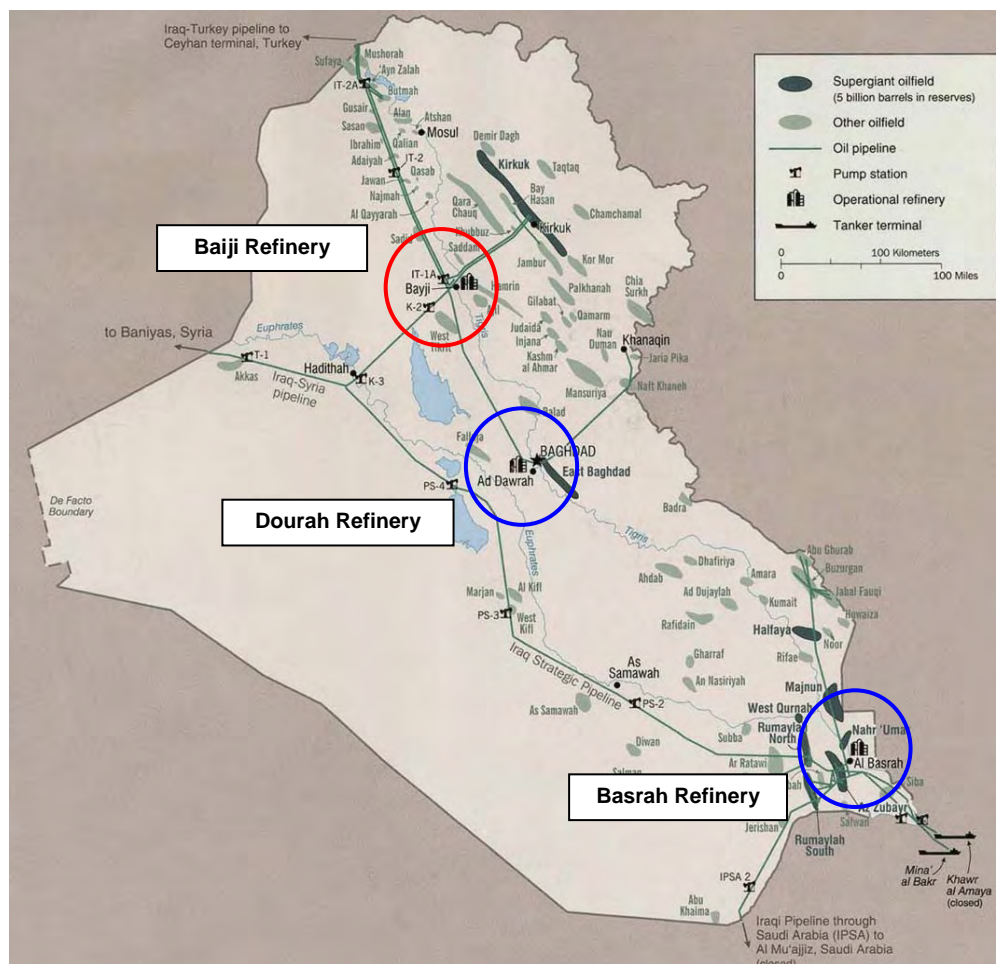 Iraq-Turkey pipeline to
Ceyhan terminal, Turkey
Mushorah
Sufaya
'Ayn Zalah
IT-2A
Butmah
Gusair
Alan
Atshan
Sasan
Mosul
Ibrahim
Qalian
Adaiyah
IT-2
Qasab
Jawan
Najmah
Al Qayyarah
Sadid
Demir Dagh
Kirkuk
Taqtaq
Bay
Hasan
Qara
Chauq
Khubbuz
Chamchamal
Kirkuk
Saddam
Jambur
Kor Mor
Supergiant oilfield
(5 billion barrels in reserves)
Other oilfield
Oil pipeline
Pump station
Operational refinery
Tanker terminal
0
100 Kilometers
0
100 Miles
Baiji Refinery
IT-1A
Bayji
K-2
Hamrin
Ajil
West
Tikrit
Palkhanah
Chia
Surkh
Gilabat
Qamarm
Judaida
Injana
Nau
Duman
Khanaqin
Kashm
al Ahmar
Jaria Pika
Mansuriya
Naft Khaneh
Tigris
to Baniyas, Syria
Euphrates
T-1
Hadithah
Akkas
K-3
Iraq-Syria
pipeline
Balad
Falluja
BAGHDAD
Ad Dawrah
East Baghdad
PS-4
De Facto
Boundary
Dourah Refinery
Badra
Tigris
Euphrates
Abu Ghurab
Buzurgan
Dhafiriya
Ahdab
Amara
Jabal Fauqi
Ad Dujaylah
Kumait
Huwaiza
Marjan
Al Kifl
PS-3
West
Kifl
Rafidain
Halfaya
Noor
Rifae
Gharraf
Iraq Strategic Pipeline
As
Samawah
An Nasiriyah
Majnun
West Qurnah
PS-2
As Samawah
Rumayla
North
Nahr 'Umar
Subba
Diwan
Al Basrah
Ar Ratawi
Salman
Siba
Basrah Refinery
Az Zubayr
Jerishan
Safwan
Rumaylah
South
IPSA 2
Mina'
al Bakr
Khawr
al Amaya
(closed)
Abu
Khaima
Iraqi Pipeline through
Saudi Arabia (IPSA) to
Al Mu'ajjiz, Saudi Arabia
(closed)